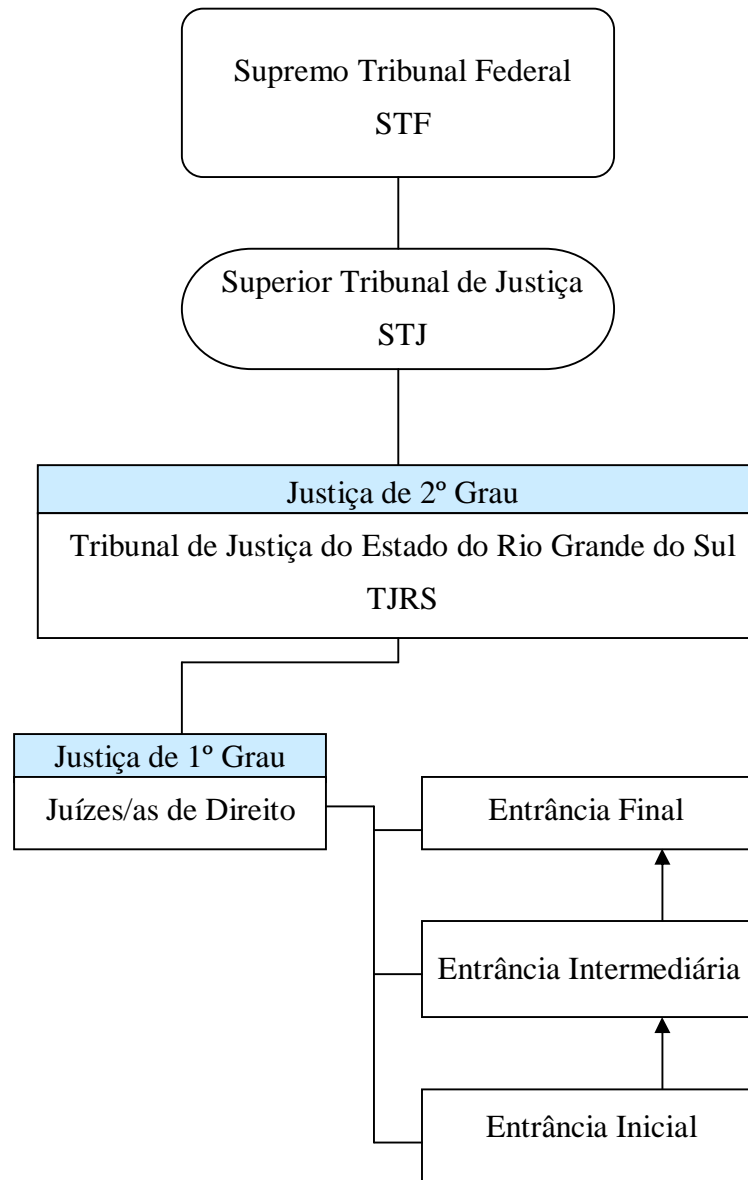 Supremo Tribunal Federal
STF
Superior Tribunal de Justiça
STJ
Justiça de 2º Grau
Tribunal de Justiça do Estado do Rio Grande do Sul
TJRS
Justiça de 1º Grau
Juízes/as de Direito
Entrância Final
Entrância Intermediária
Entrância Inicial